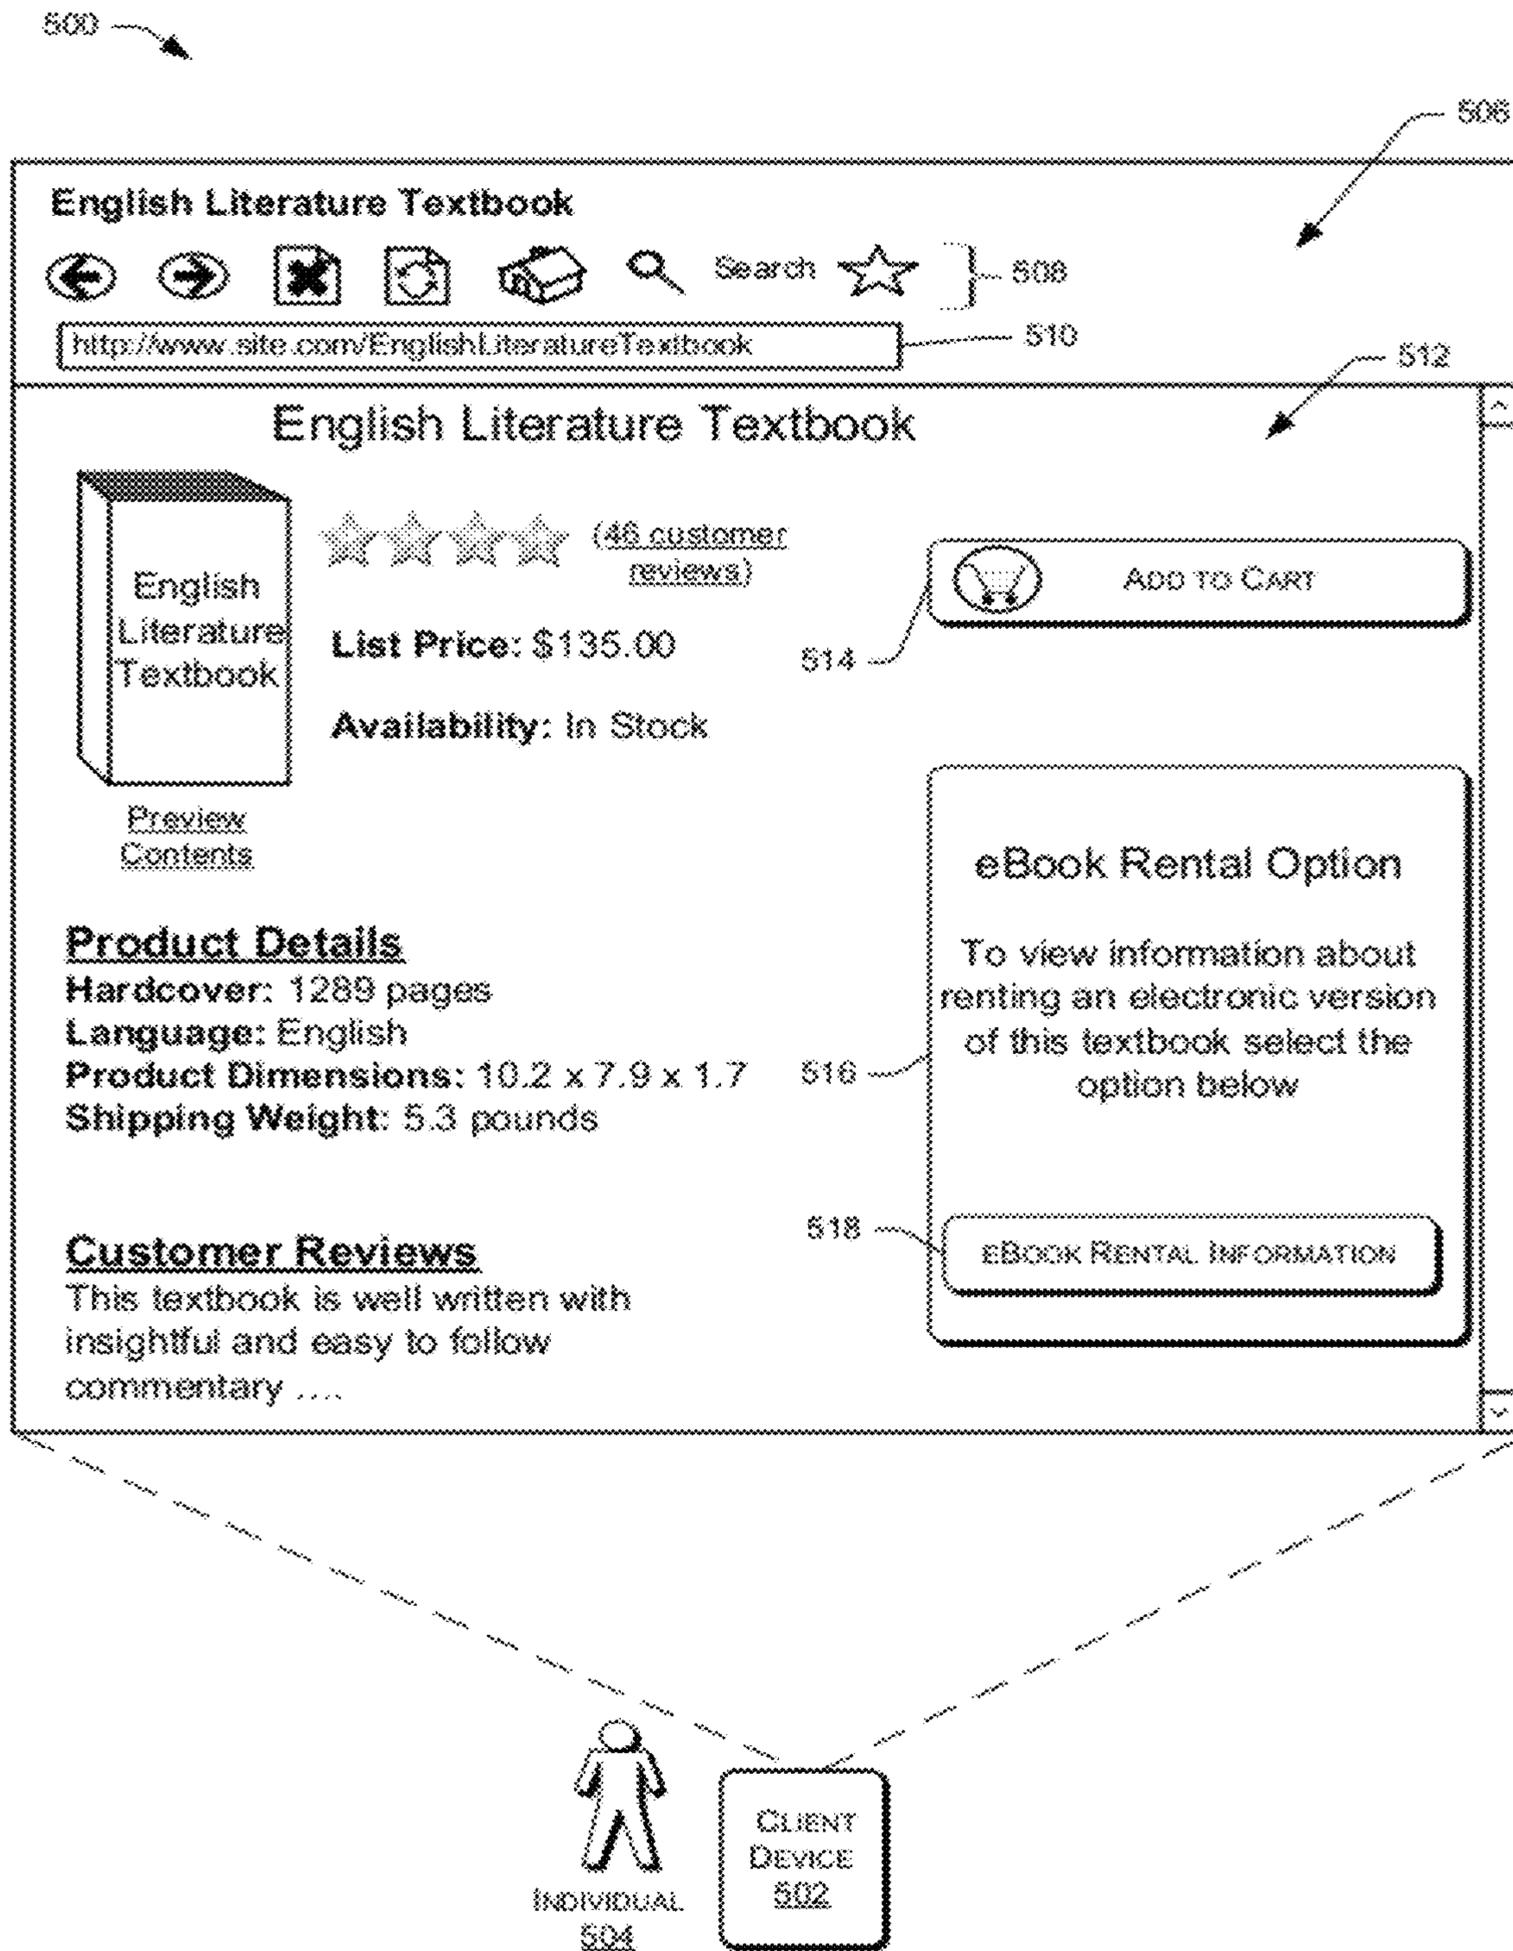 500
506
English Literature Textbook
Search
508
http://www.site.com/EnglishLiteratureTextbook
510
512
English Literature Textbook
English
Literature
Textbook
(46 customer
reviews)
List Price: $135.00
Availability: In Stock
Preview
Contents
514
ADD TO CART
eBook Rental Option
To view information about
renting an electronic version
of this textbook select the
option below
516
518
EBOOK RENTAL INFORMATION
Product Details
Hardcover: 1289 pages
Language: English
Product Dimensions: 10.2 x 7.9 x 1.7
Shipping Weight: 5.3 pounds
Customer Reviews
This textbook is well written with
insightful and easy to follow
commentary ....
INDIVIDUAL
504
CLIENT
DEVICE
502